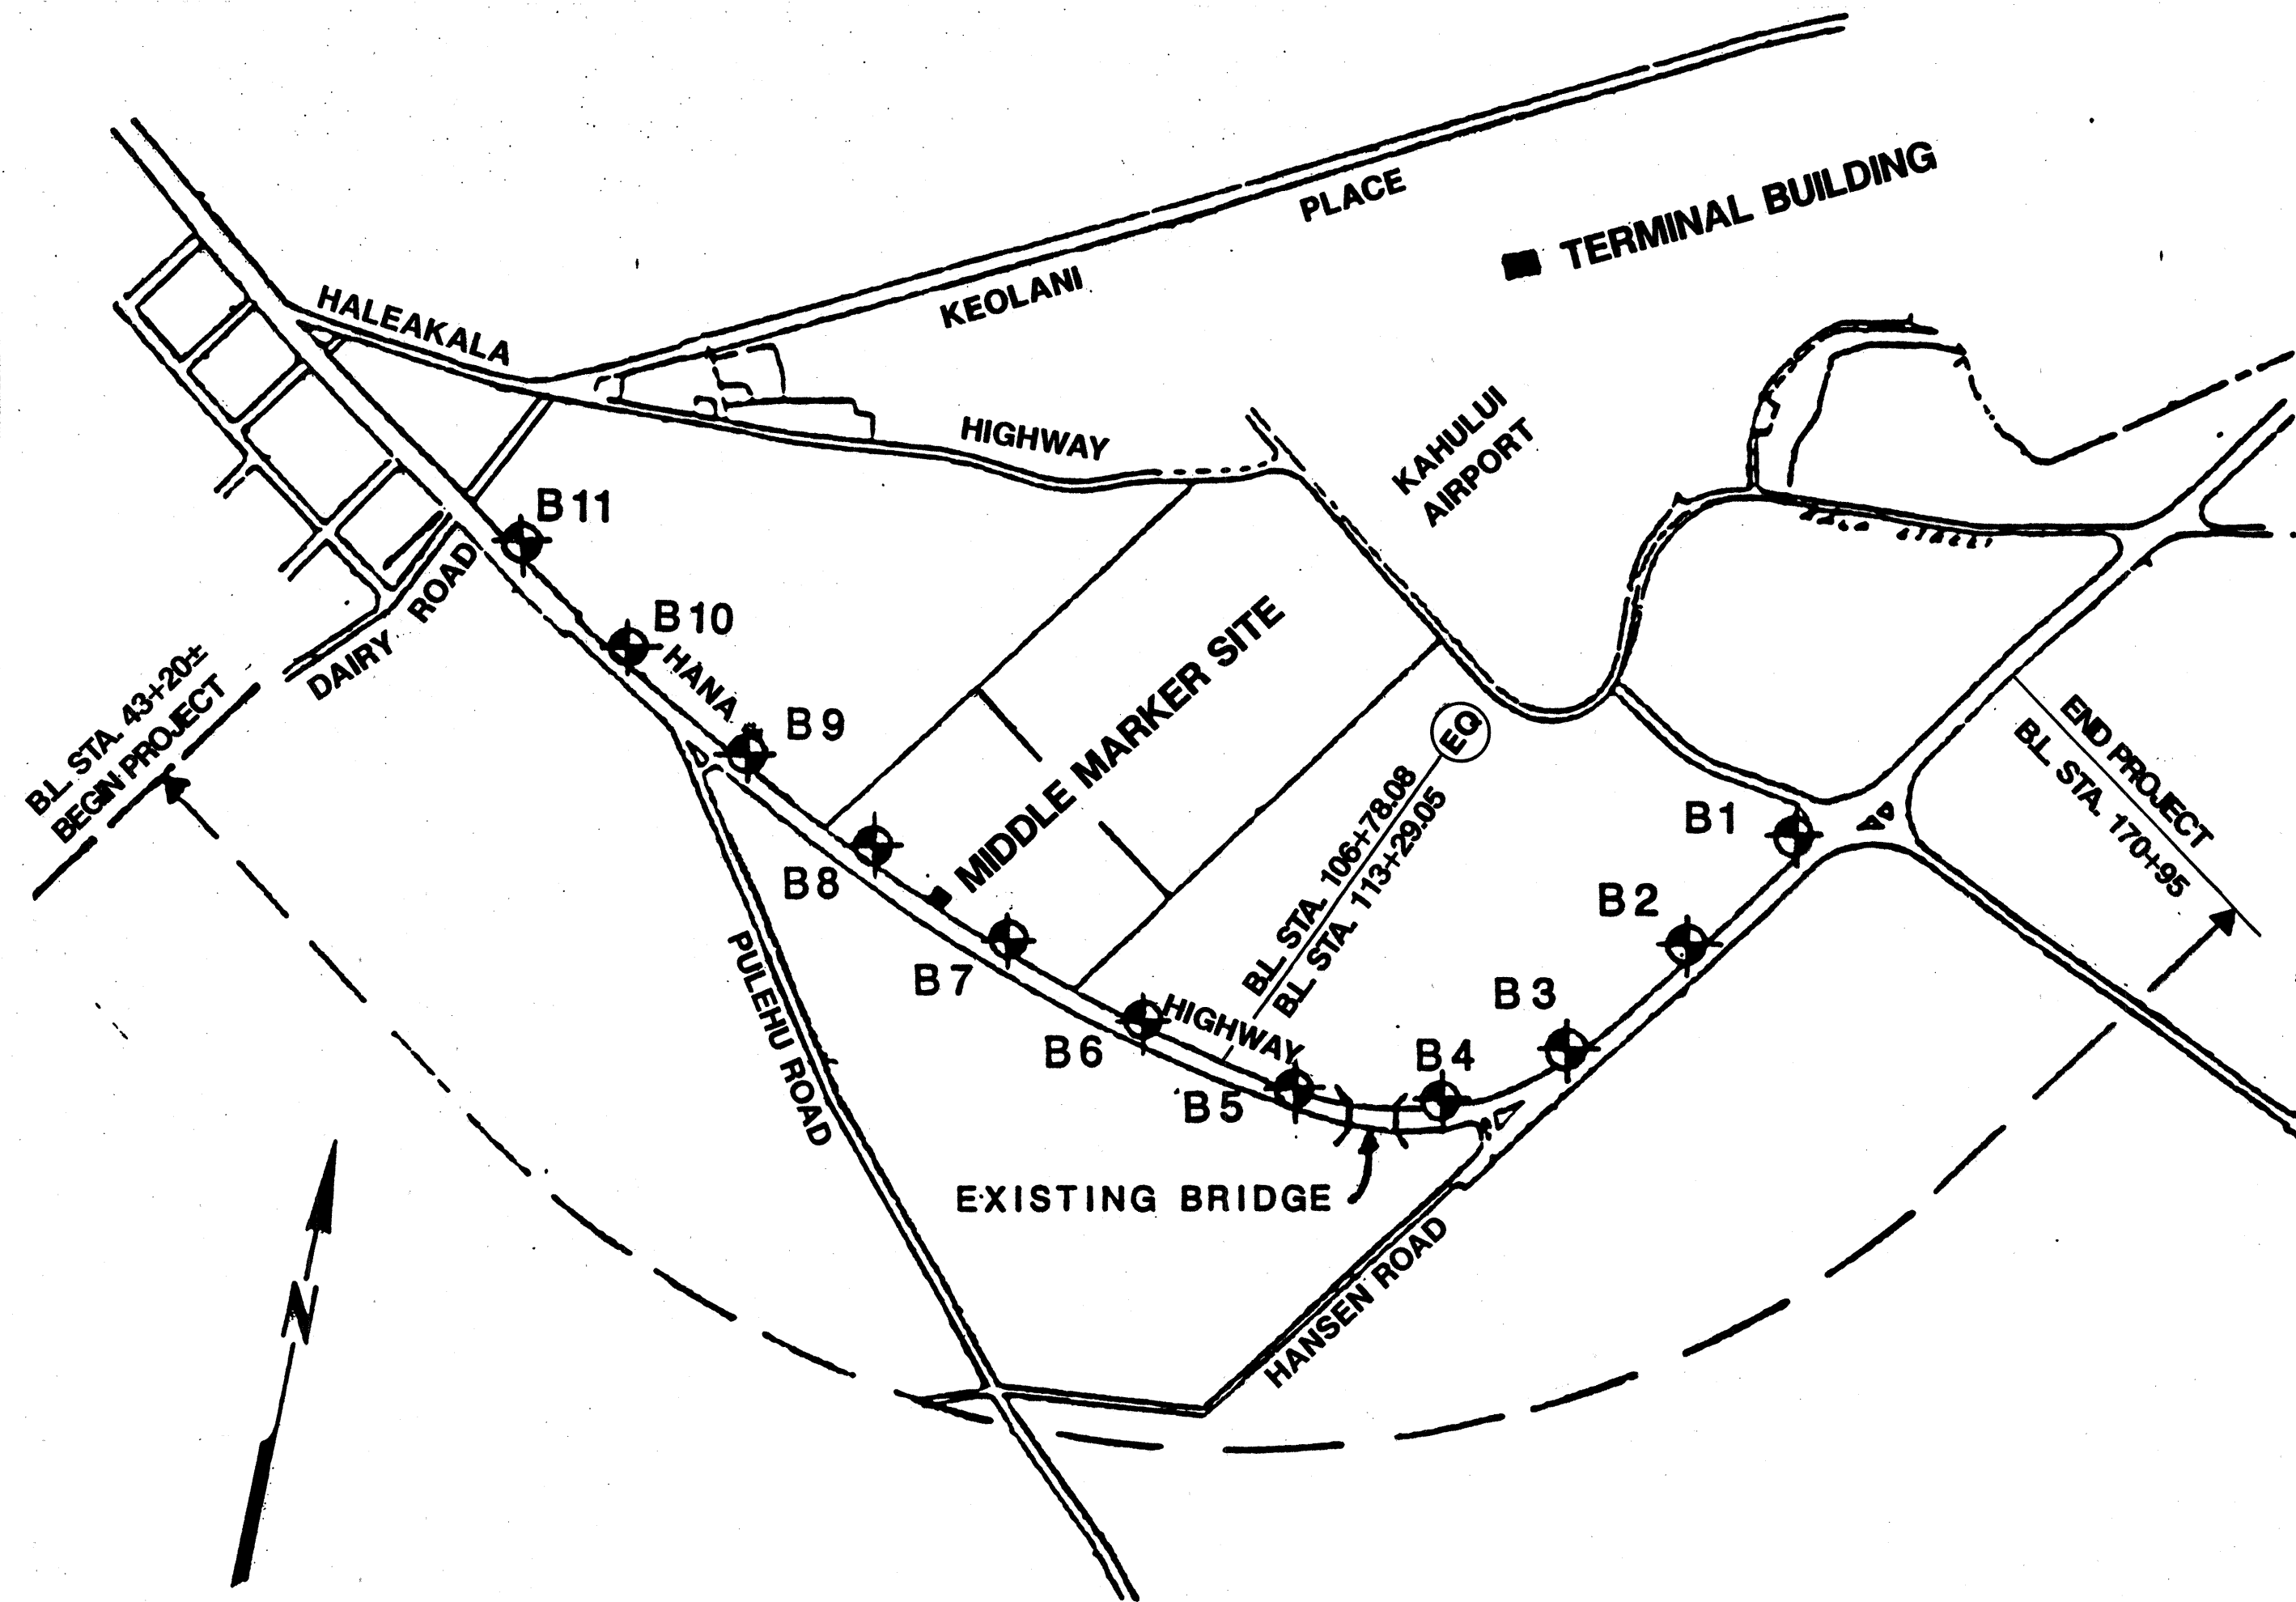 TERMINAL BUILDING
PLACE
KEOLANI
HALEAKALA
HIGHWAY
KAHULUI
AIRPORT
B11
B10
DAIRY ROAD
HANA
B9
MIDDLE MARKER SITE
EQ
B.L. STA. 43+20±
BEGIN PROJECT
END PROJECT
B.L. STA. 170+95
B.L. STA. 106+78.08
B.L. STA. 113+29.05
B1
B8
B2
B7
B3
PULEHU ROAD
HIGHWAY
B6
B4
B5
EXISTING BRIDGE
HANSEN ROAD
N